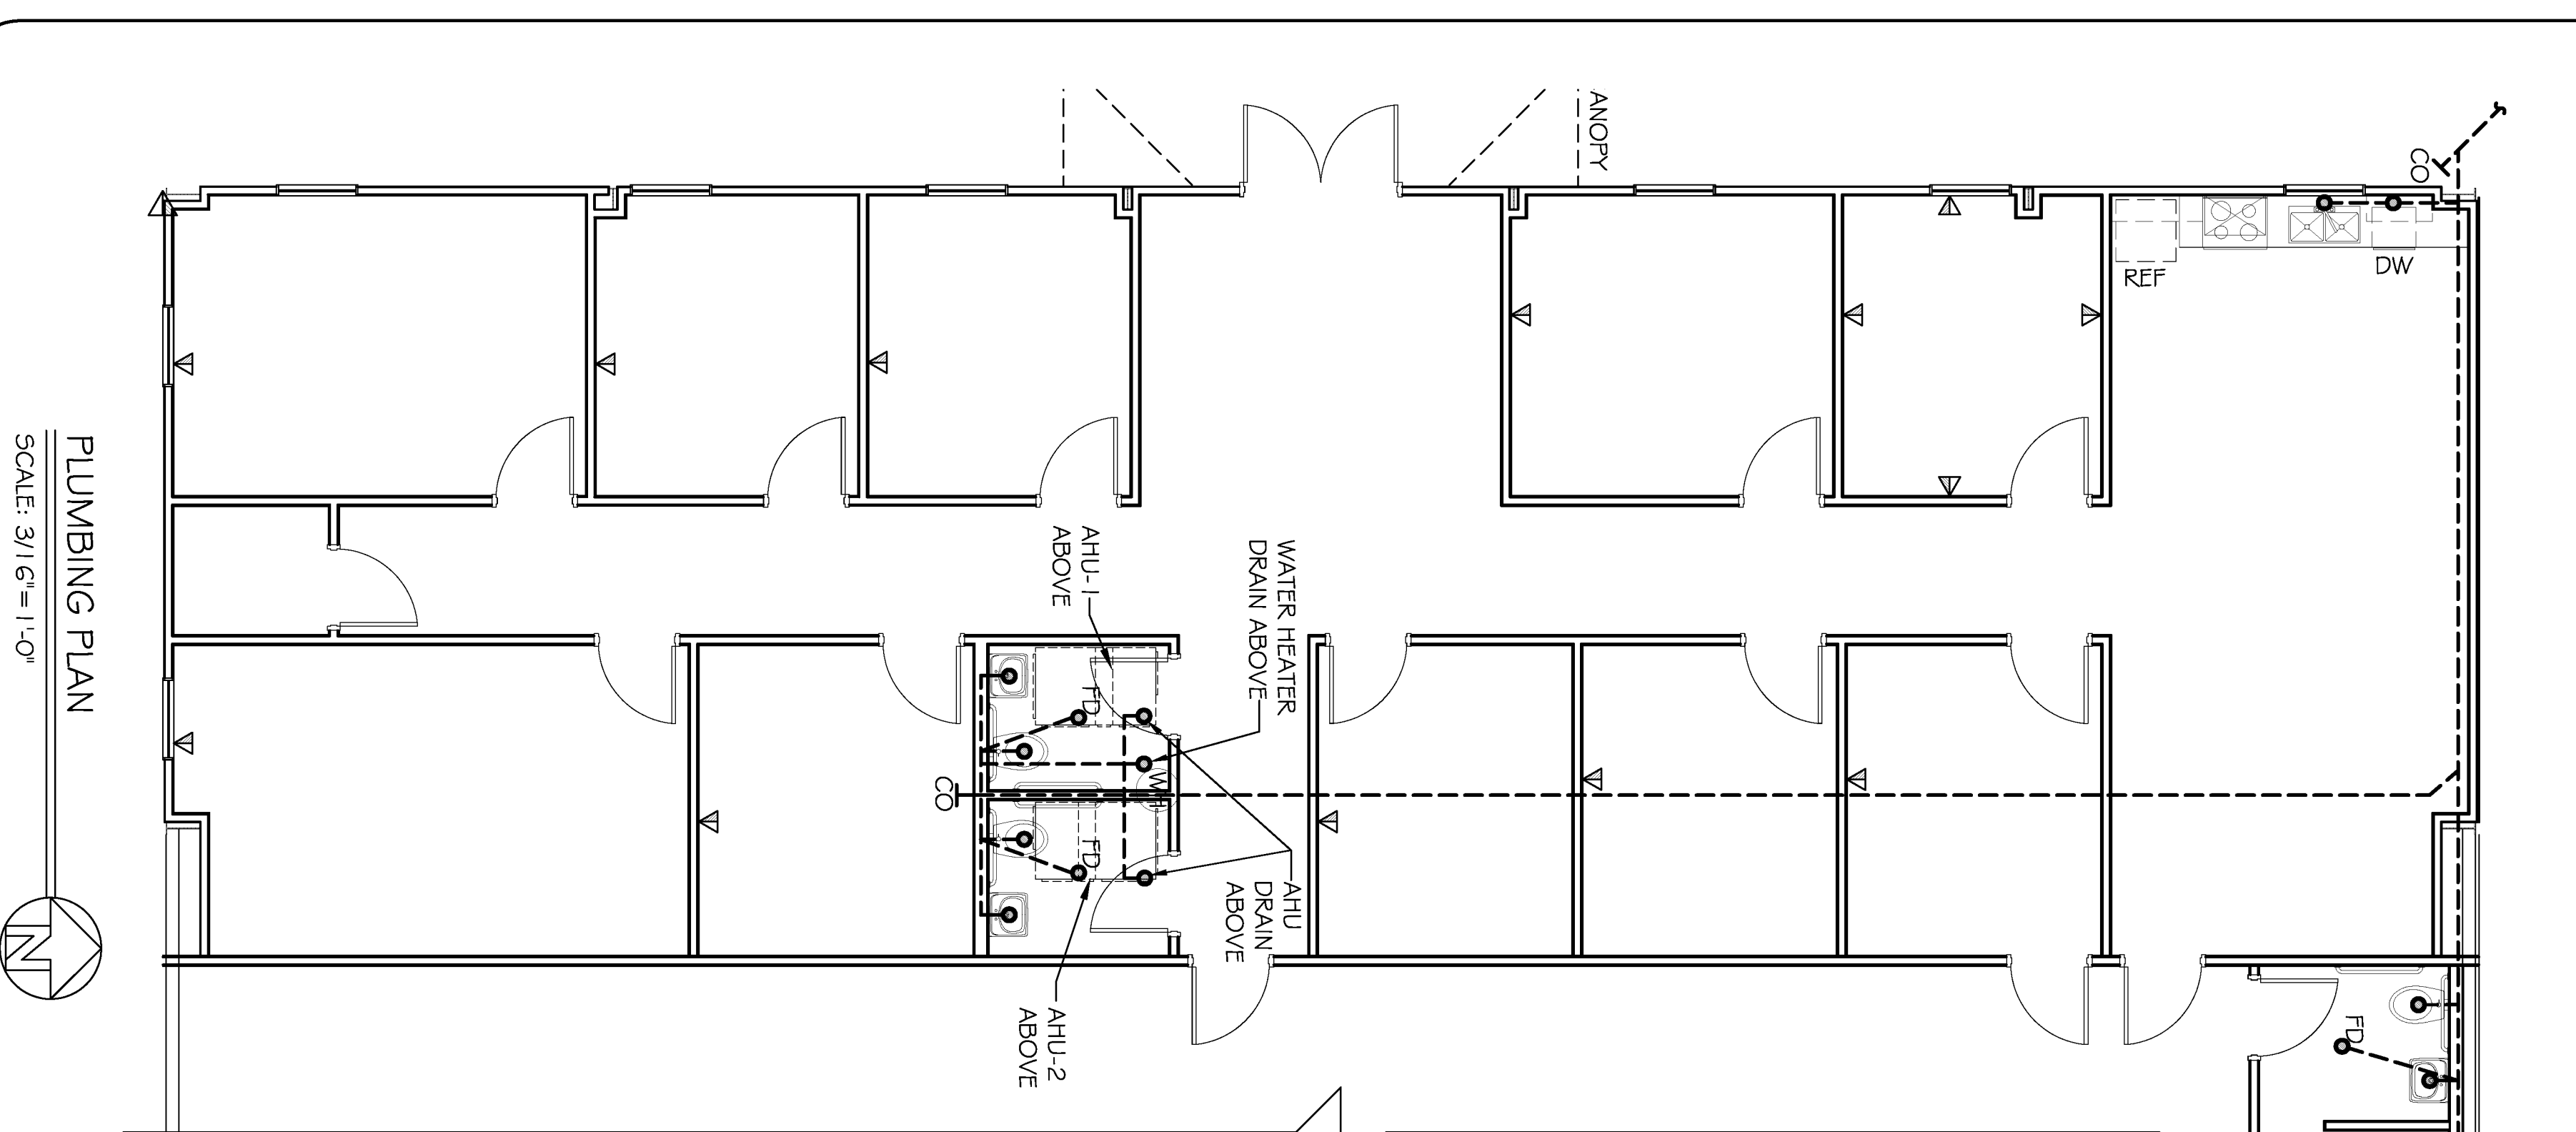 ANOPY
CO
REF
DW
PLUMBING PLAN
SCALE: 3/16"= 1'-0"
AHU-1
ABOVE
WATER HEATER
DRAIN ABOVE
FD
WH
CO
FD
AHU
DRAIN
ABOVE
AHU-2
ABOVE
N
FD